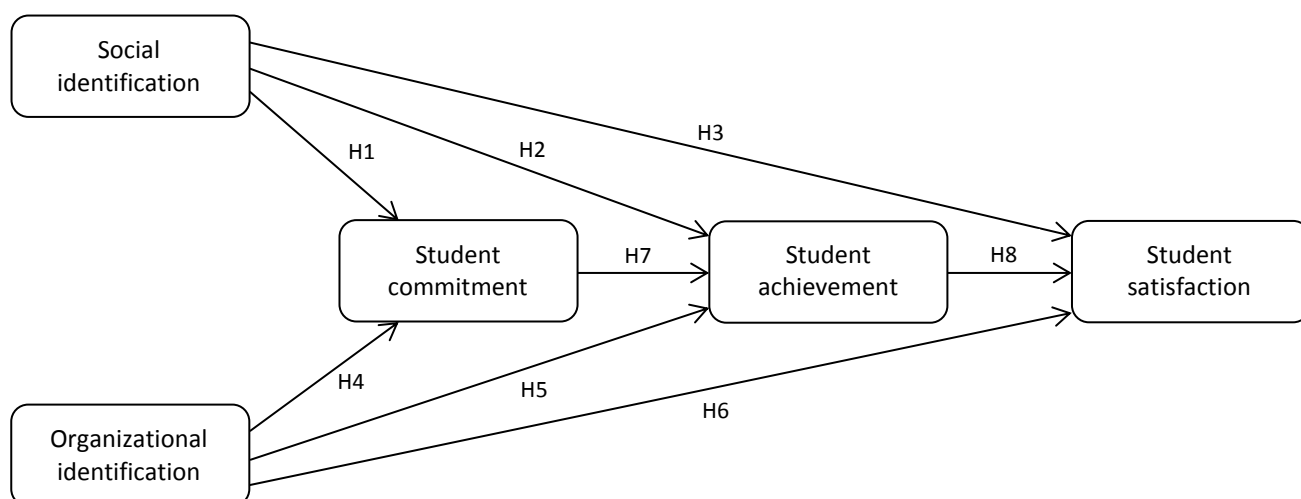 Social
identification
H3
H2
H1
Student
commitment
H7
Student
achievement
H8
Student
satisfaction
H4
H5
H6
Organizational
identification